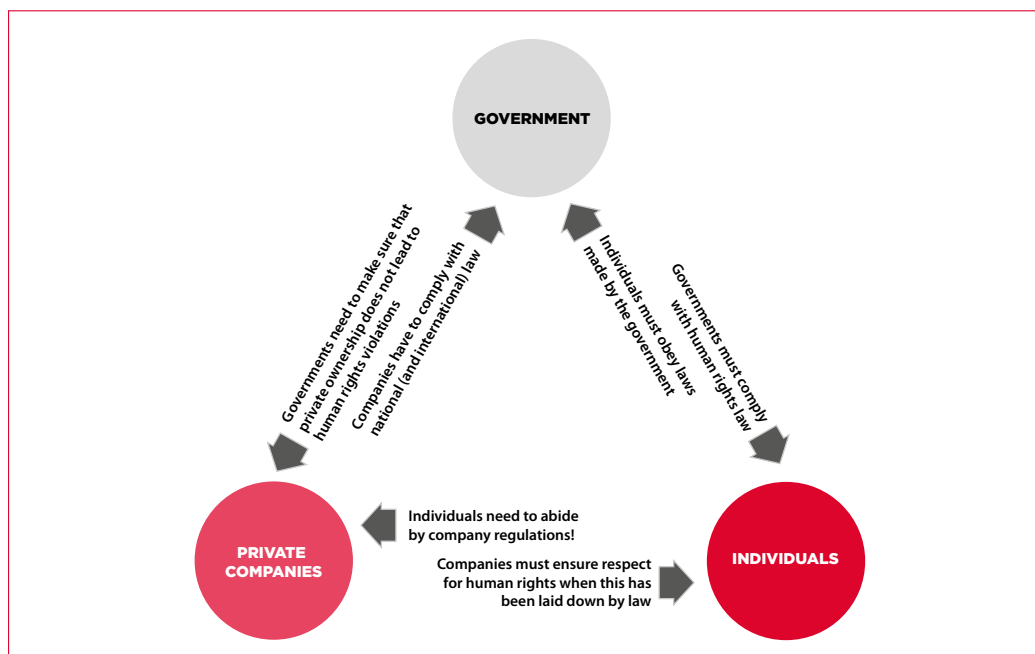 GOVERNMENT
Governments need to make sure that
private ownership does not lead to
human rights violations
Companies have to comply with
national (and international) law
Individuals must obey laws
made by the government
Governments must comply
with human rights law
PRIVATE
COMPANIES
Individuals need to abide
by company regulations!
Companies must ensure respect
for human rights when this has
been laid down by law
INDIVIDUALS